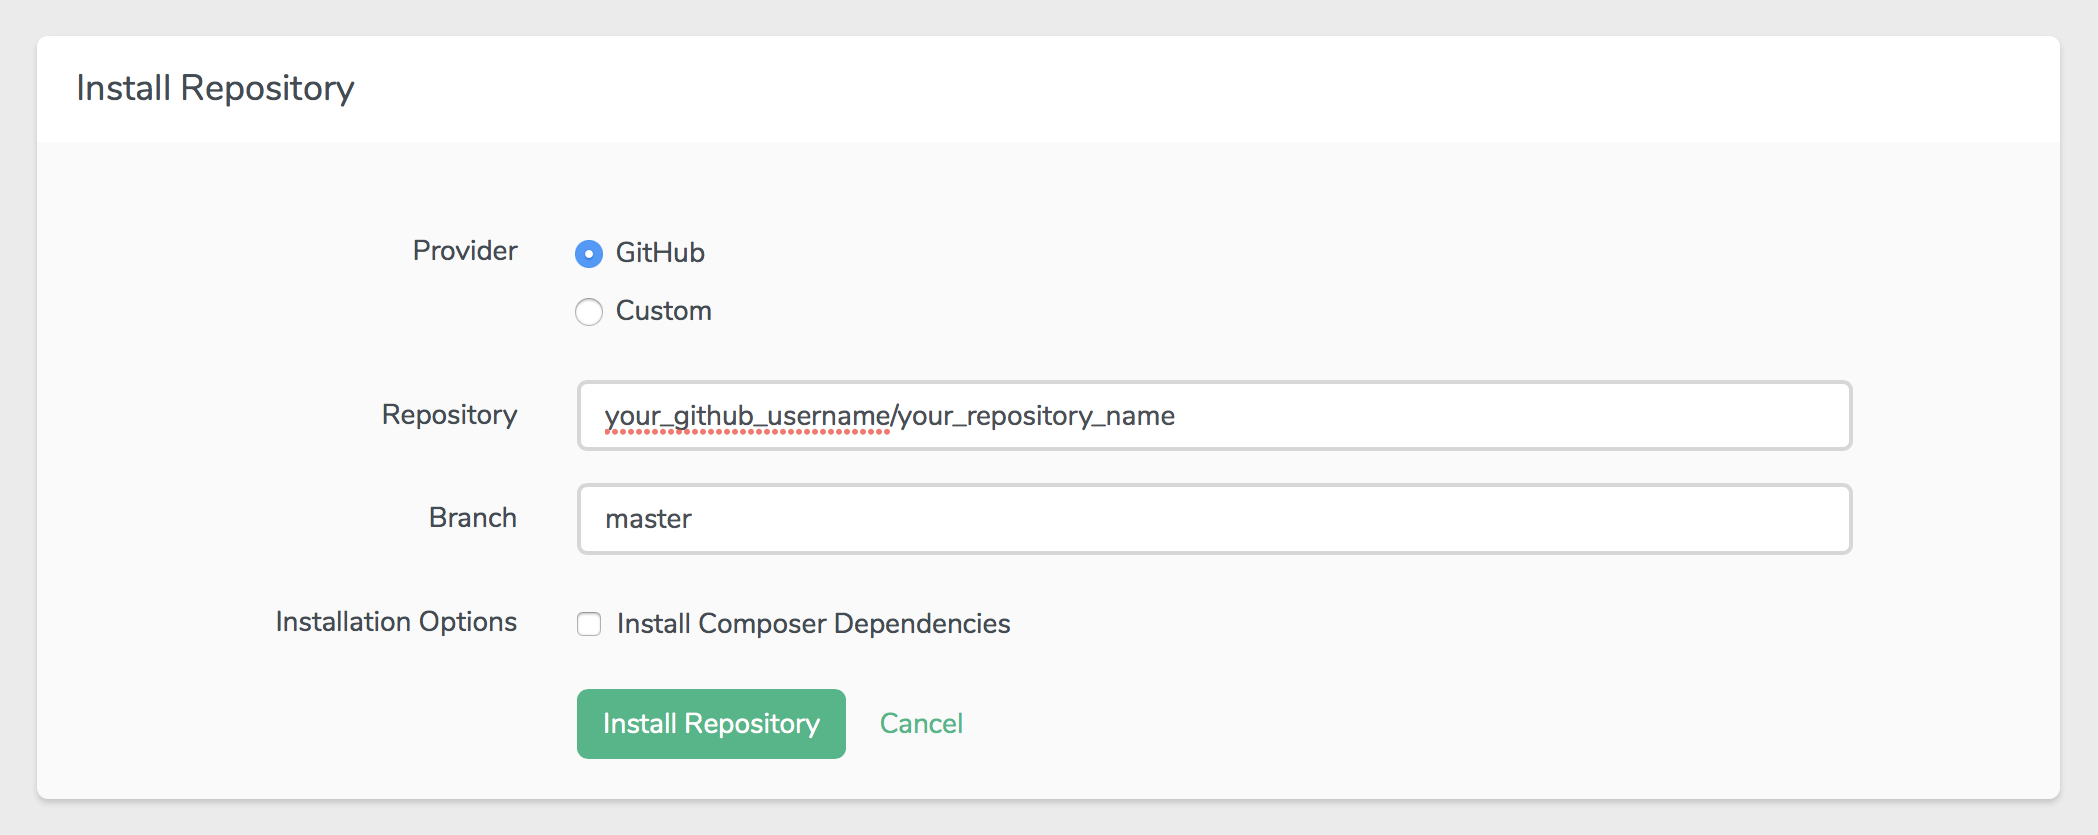 Install Repository
Provider
GitHub
Custom
Repository
your_github_username/your_repository_name
Branch
master
Installation Options
Install Composer Dependencies
Install Repository
Cancel